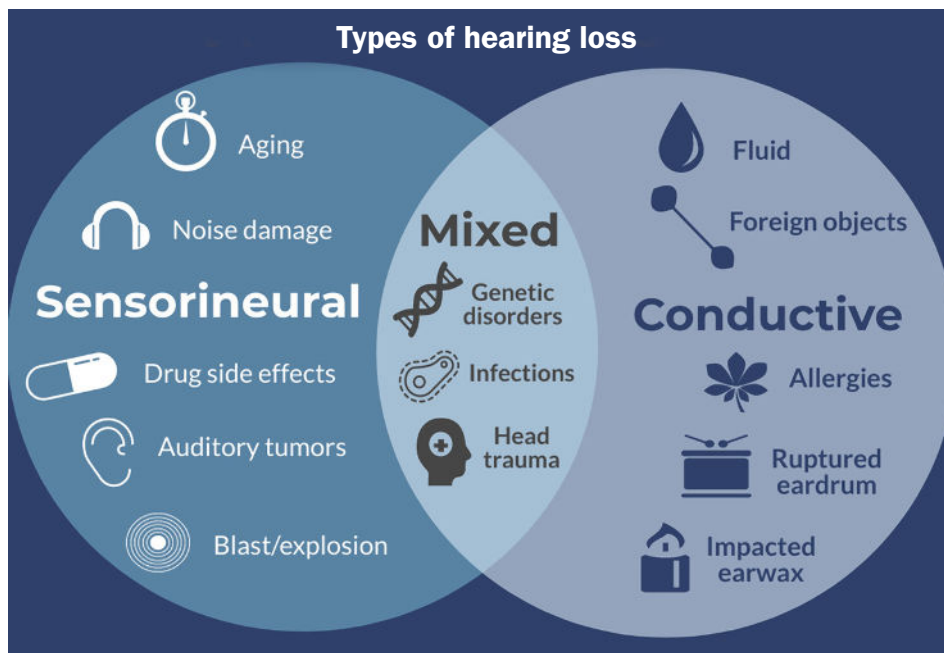 Types of hearing loss
Aging
Noise damage
Sensorineural
Drug side effects
Auditory tumors
Blast/explosion
Mixed
Genetic
disorders
Infections
Head
trauma
Fluid
Foreign objects
Conductive
Allergies
Ruptured
eardrum
Impacted
earwax